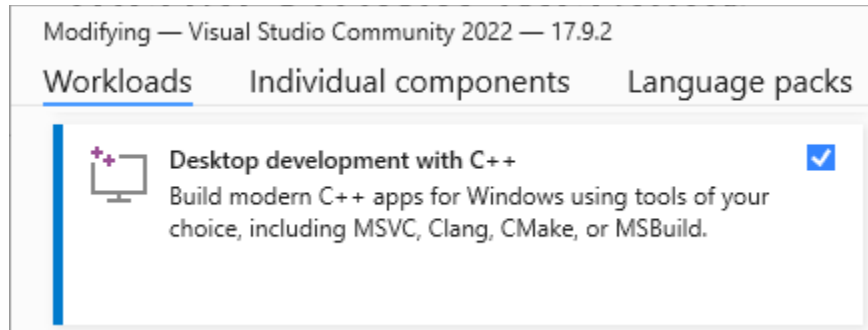 Modifying — Visual Studio Community 2022 — 17.9.2
Workloads Individual components Language packs
Desktop development with C++
Build modern C++ apps for Windows using tools of your
choice, including MSVC, Clang, CMake, or MSBuild.